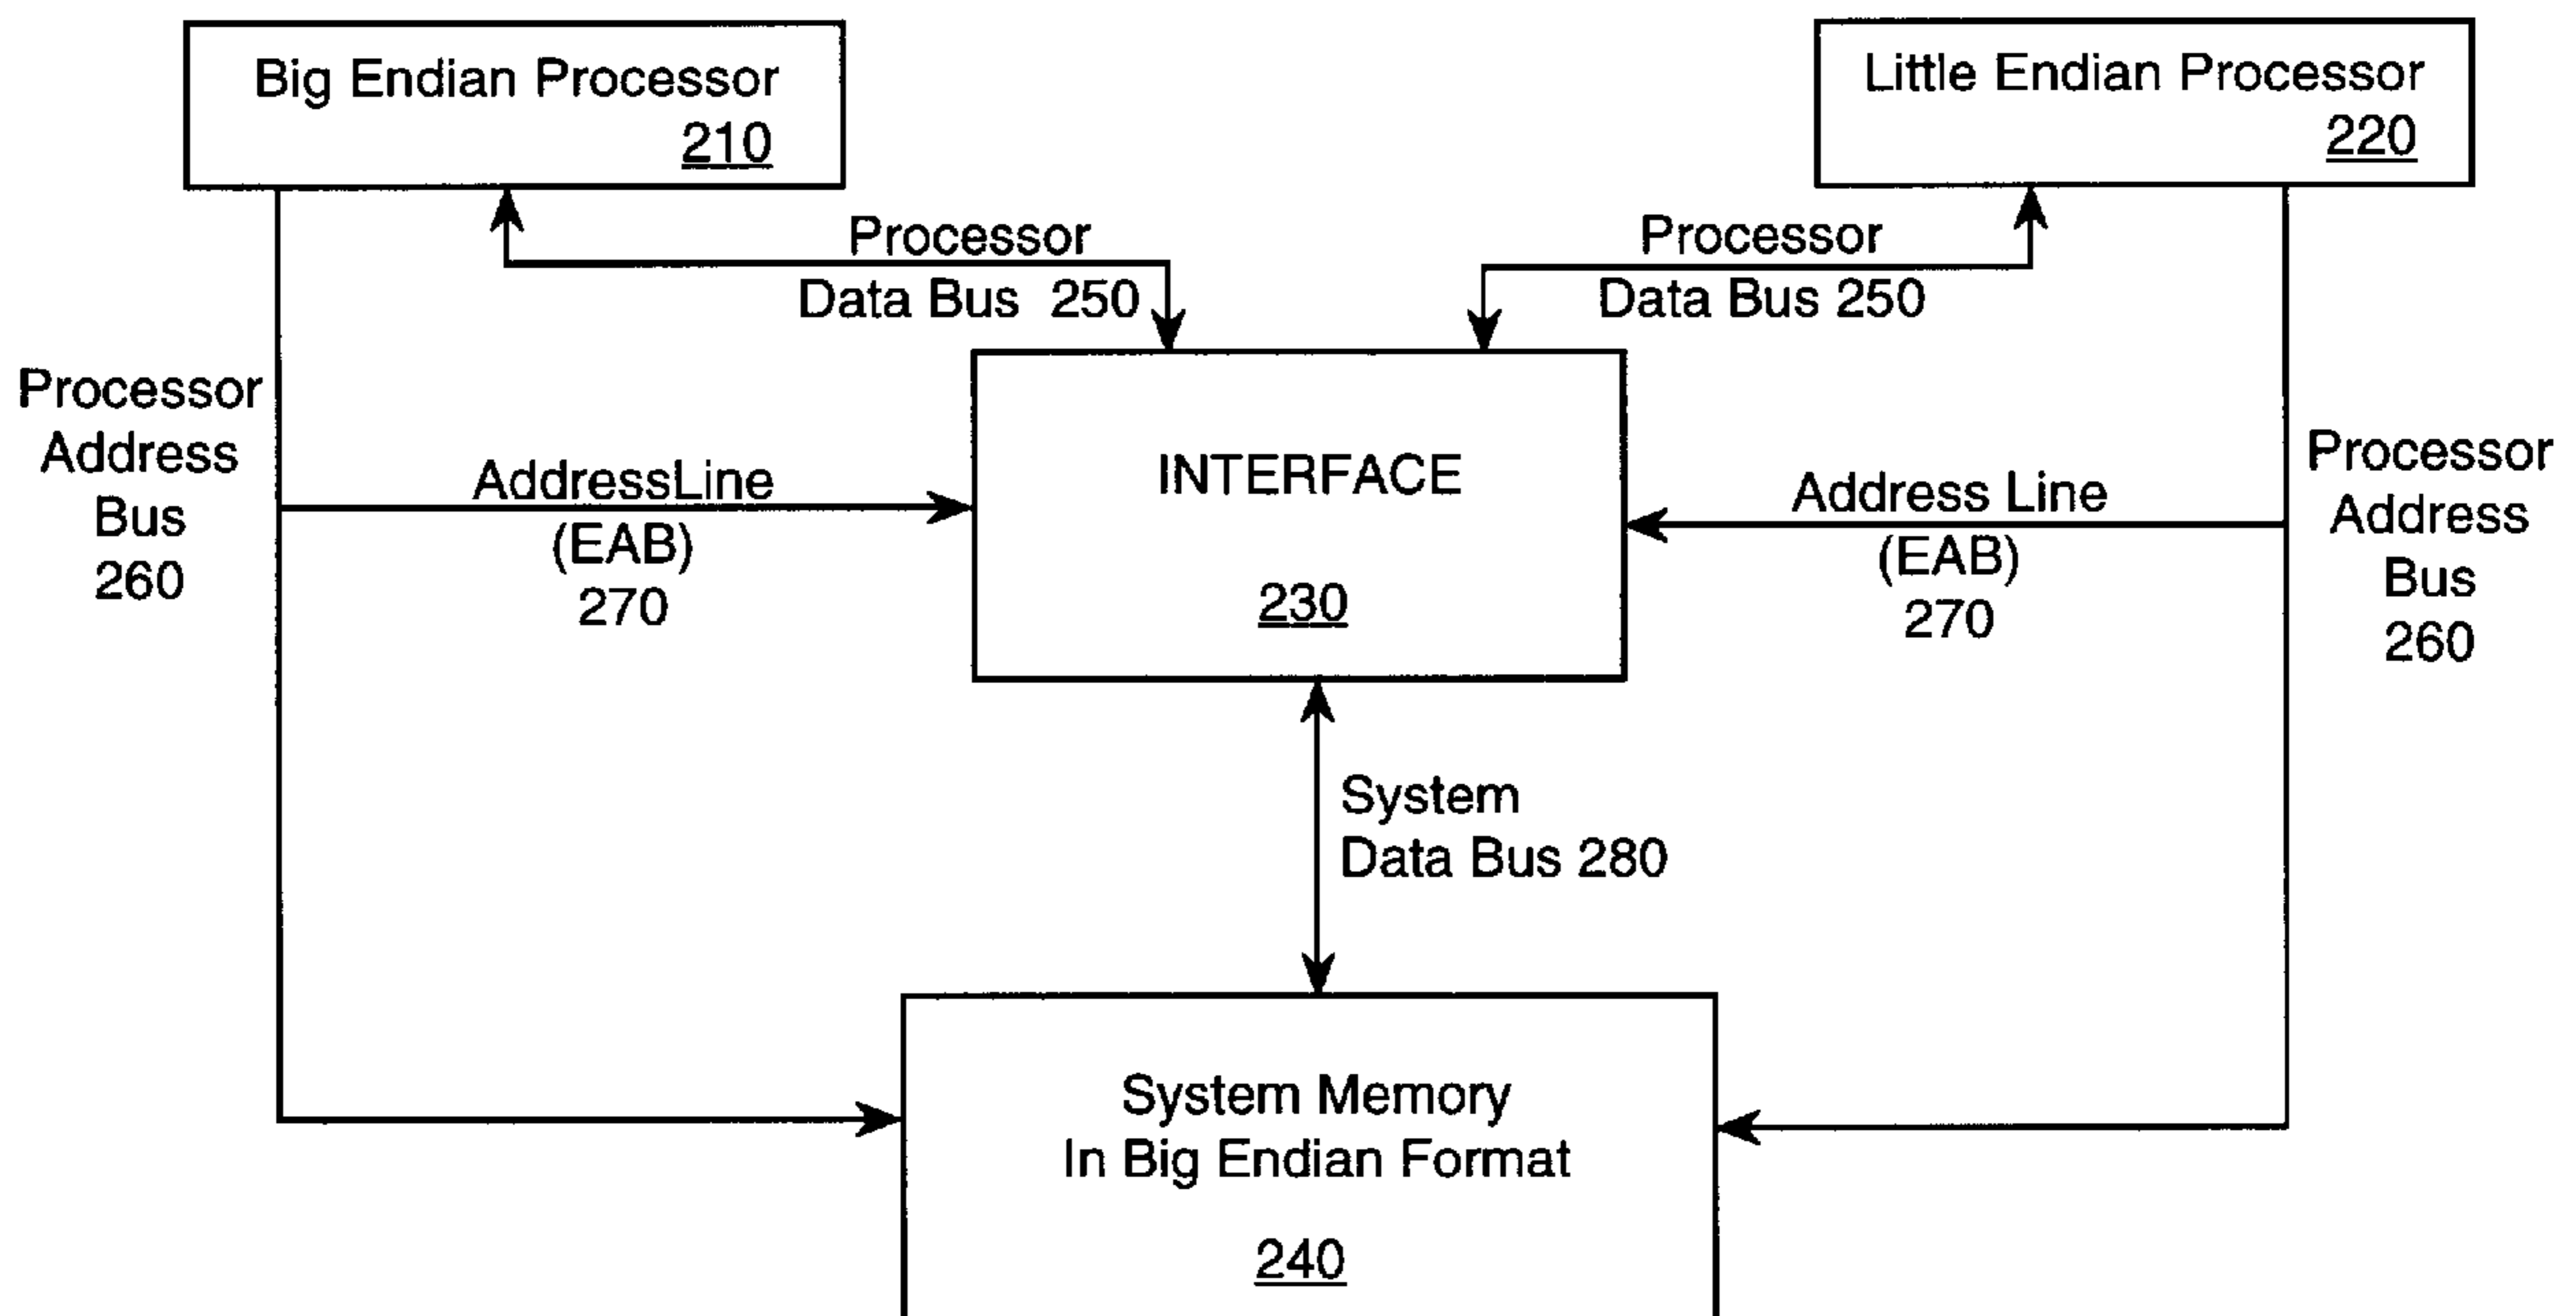 Big Endian Processor
210
Little Endian Processor
220
Processor
Data Bus 250
Processor
Data Bus 250
Processor
Address
Bus
260
AddressLine
(EAB)
270
INTERFACE
230
Address Line
(EAB)
270
Processor
Address
Bus
260
System
Data Bus 280
System Memory
In Big Endian Format
240